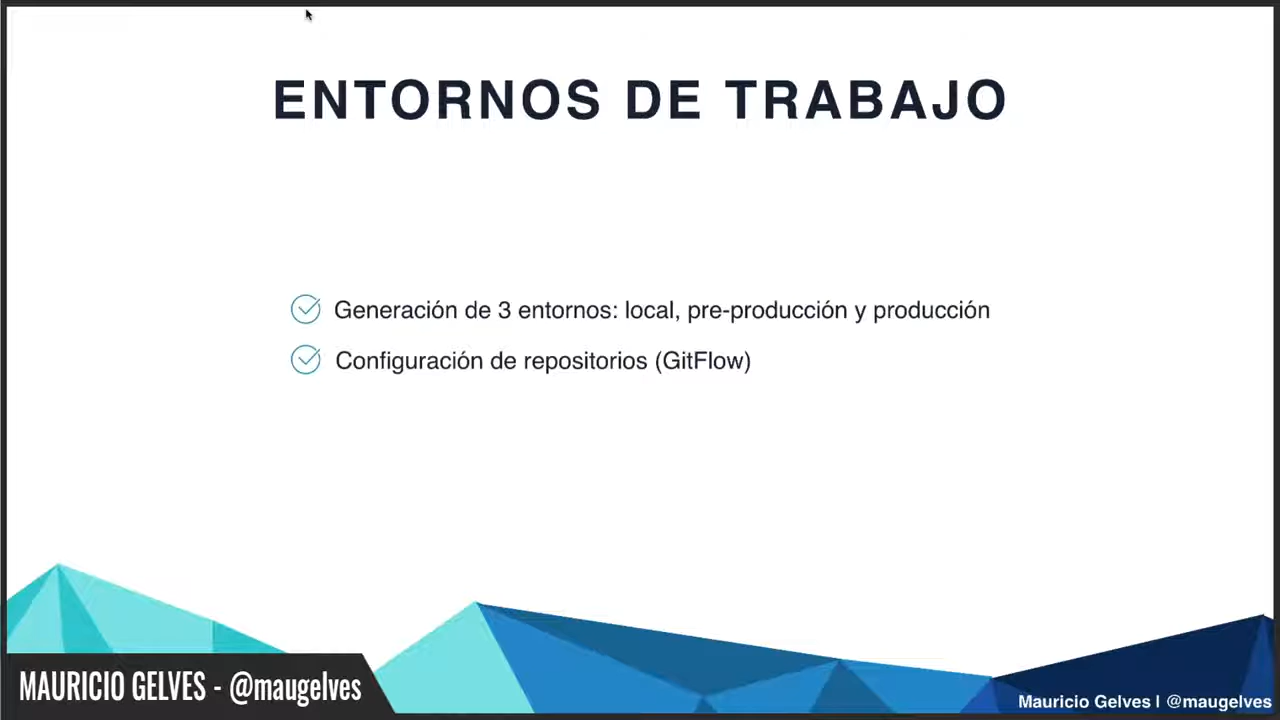 ENTORNOS DE TRABAJO
Generación de 3 entornos: local, pre-producción y producción
Configuración de repositorios (GitFlow)
MAURICIO GELVES - @maugelves
Mauricio Gelves | @maugelves